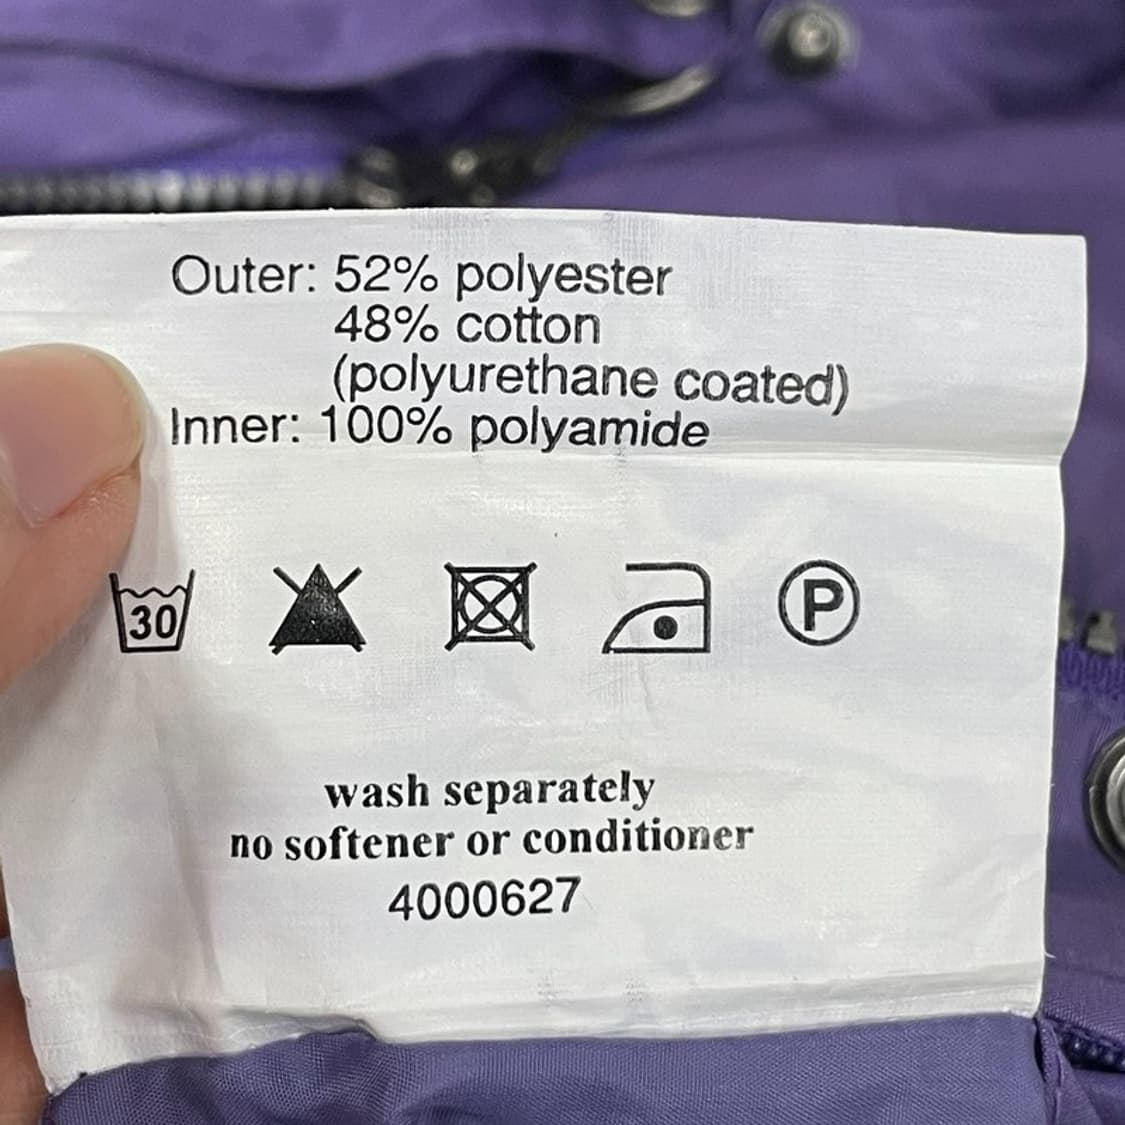 Outer: 52% polyester
48% cotton
(polyurethane coated)
Inner: 100% polyamide
30 P
wash separately
no softener or conditioner
4000627